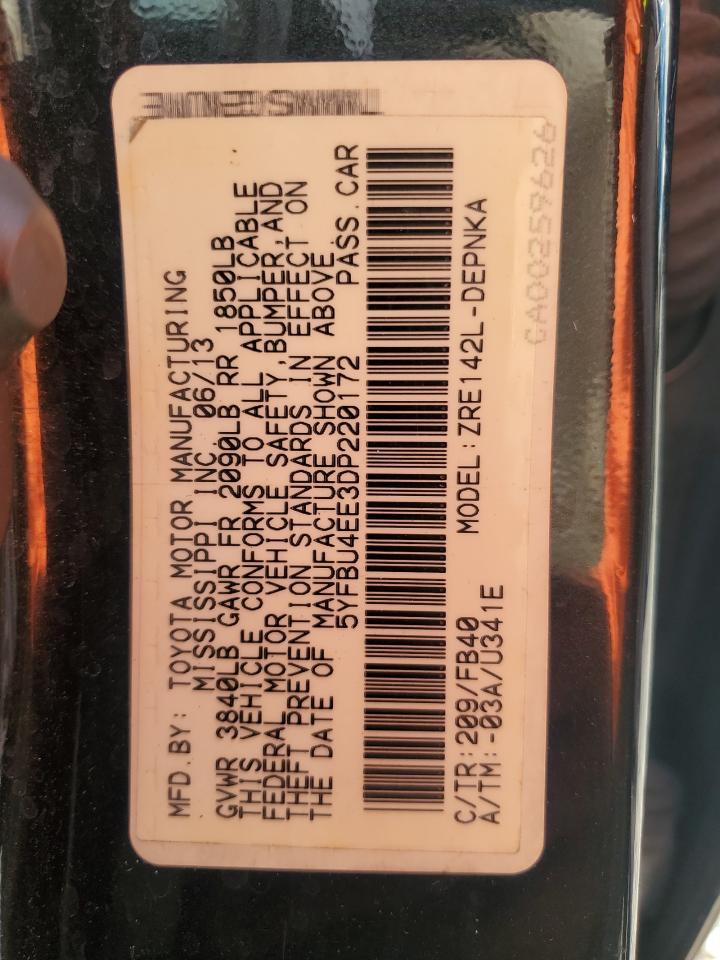 MFD.BY: TOYOTA MOTOR MANUFACTURING
MISSISSIPPI INC 06/13
GVWR 3840LB GAWR FR 2090LB RR 1850LB
THIS VEHICLE CONFORMS TO ALL APPLICABLE
FEDERAL MOTOR VEHICLE SAFETY,BUMPER,AND
THEFT PREVENTION STANDARDS IN EFFECT ON
THE DATE OF MANUFACTURE SHOWN ABOVE.
5YFBU4EE3DP220172 PASS.CAR
C/TR:209/FB40 MODEL:ZRE142L-DEPNKA
A/TM:-03A/U341E
CA00259626